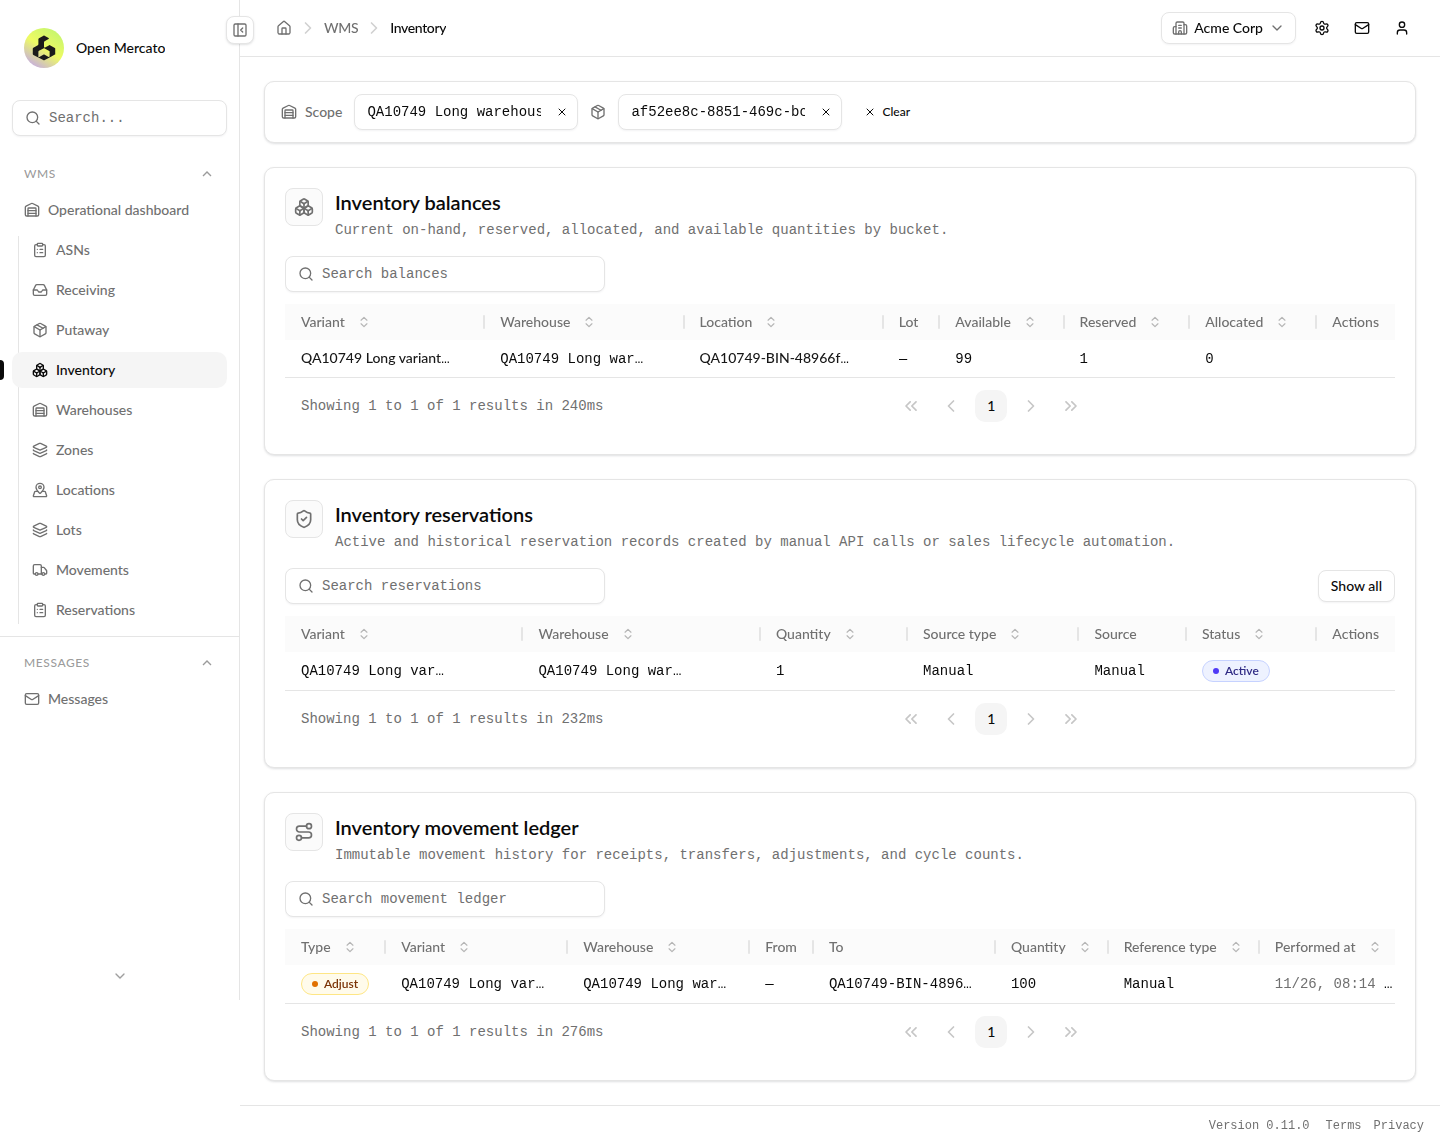 Open Mercato
WMS
Inventory
Acme Corp
Search...
WMS
Operational dashboard
ASNs
Receiving
Putaway
Inventory
Warehouses
Zones
Locations
Lots
Movements
Reservations
MESSAGES
Messages
Scope
QA10749 Long warehous
af52ee8c-8851-469c-bc
Clear
Inventory balances
Current on-hand, reserved, allocated, and available quantities by bucket.
Search balances
Variant Warehouse Location Lot Available Reserved Allocated Actions
QA10749 Long variant... QA10749 Long war… QA10749-BIN-48966f... — 99 1 0
Showing 1 to 1 of 1 results in 240ms
1
Inventory reservations
Active and historical reservation records created by manual API calls or sales lifecycle automation.
Search reservations
Show all
Variant Warehouse Quantity Source type Source Status Actions
QA10749 Long var… QA10749 Long war… 1 Manual Manual Active
Showing 1 to 1 of 1 results in 232ms
1
Inventory movement ledger
Immutable movement history for receipts, transfers, adjustments, and cycle counts.
Search movement ledger
Type Variant Warehouse From To Quantity Reference type Performed at
Adjust QA10749 Long var… QA10749 Long war… — QA10749-BIN-4896… 100 Manual 11/26, 08:14 …
Showing 1 to 1 of 1 results in 276ms
1
Version 0.11.0 Terms Privacy